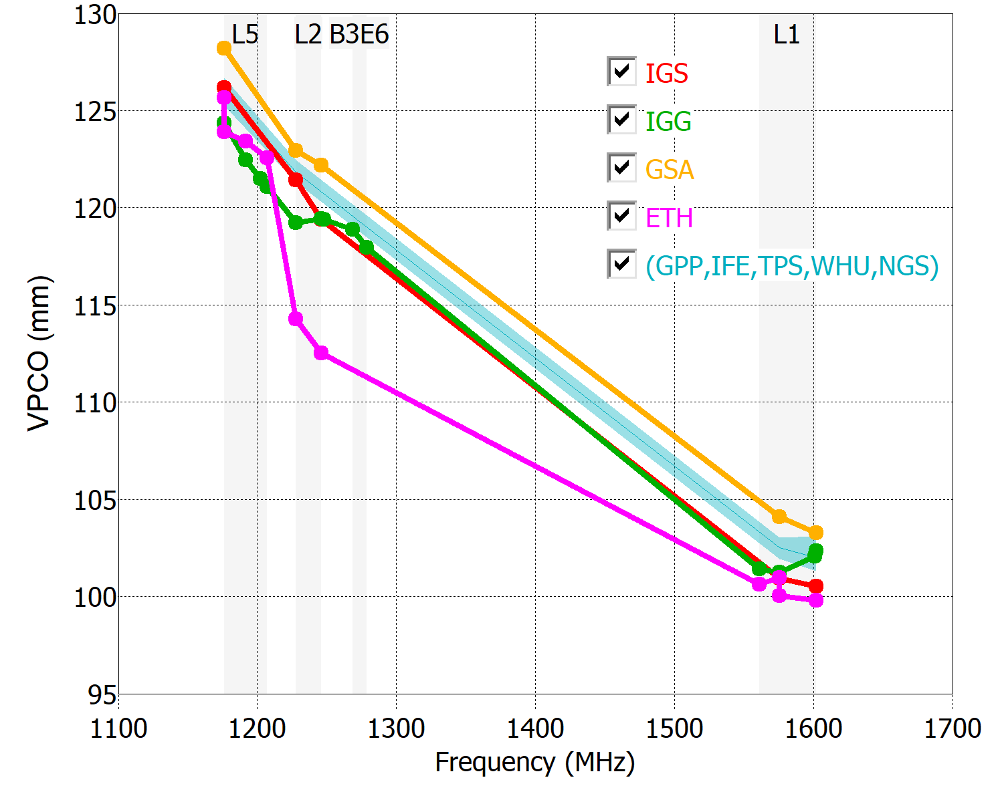 130
125
120
115
110
105
100
95
VPCO (mm)
L5 L2 B3E6 L1
IGS
IGG
GSA
ETH
(GPP,IFE,TPS,WHU,NGS)
1100 1200 1300 1400 1500 1600 1700
Frequency (MHz)